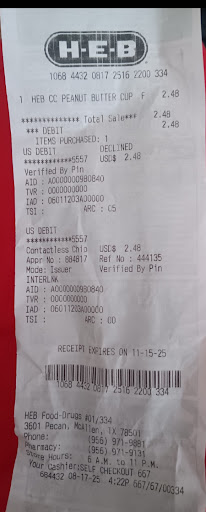 H-E-B
1068 4432 0817 2516 2200 334
1 HEB CC PEANUT BUTTER CUP F 2.48
************** Total Sale*** 2.48
*** DEBIT 2.48
ITEMS PURCHASED: 1
US DEBIT DECLINED
************5557 USD$ 2.48
Verified By Pin
AID : A0000000980840
TVR : 0000000000
IAD : 06011203A00000
TSI : ARC : 05
US DEBIT
************5557
Contactless Chip USD$ 2.48
Appr No : 884817 Ref No : 444135
Mode: Issuer Verified By Pin
INTERLNK
AID : A0000000980840
TVR : 0000000000
IAD : 06011203A00000
TSI : ARC : 00
RECEIPT EXPIRES ON 11-15-25
1068 4432 0817 2516 2200 334
HEB Food-Drugs #01/334
3601 Pecan, McAllen, TX 78501
Phone: (956) 971-9881
Pharmacy: (956) 971-9131
Store Hours: 6 A.M. to 11 P.M.
Your Cashier:SELF CHECKOUT 667
664432 08-17-25 4:22P 667/67/00334